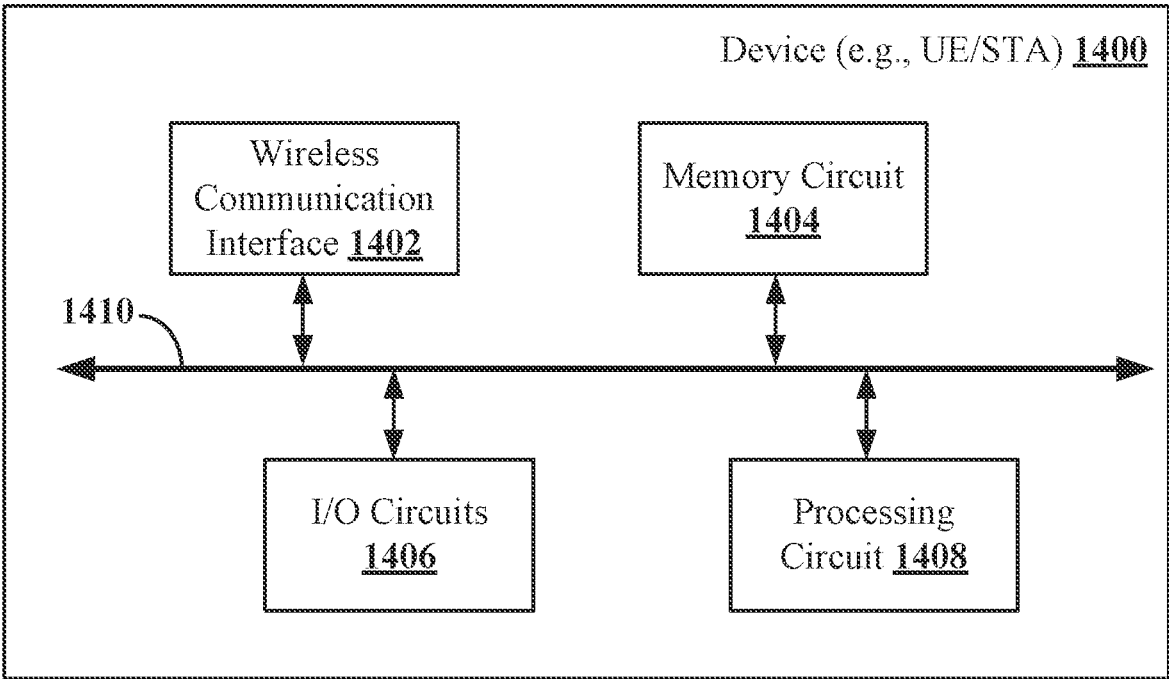 Device (e.g., UE/STA) 1400
Wireless
Communication
Interface 1402
Memory Circuit
1404
1410
I/O Circuits
1406
Processing
Circuit 1408